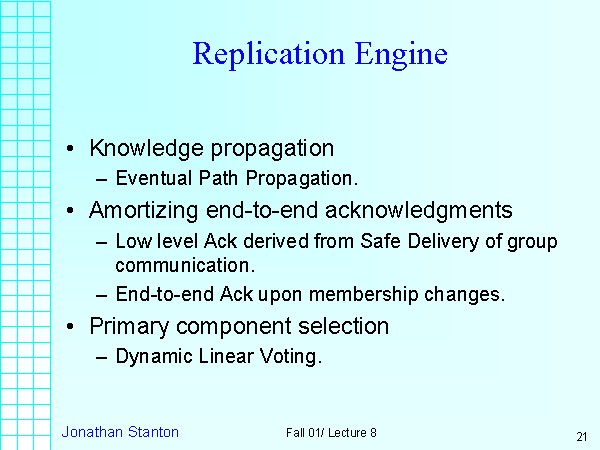 Replication Engine
• Knowledge propagation
– Eventual Path Propagation.
• Amortizing end-to-end acknowledgments
– Low level Ack derived from Safe Delivery of group
communication.
– End-to-end Ack upon membership changes.
• Primary component selection
– Dynamic Linear Voting.
Jonathan Stanton
Fall 01/ Lecture 8
21